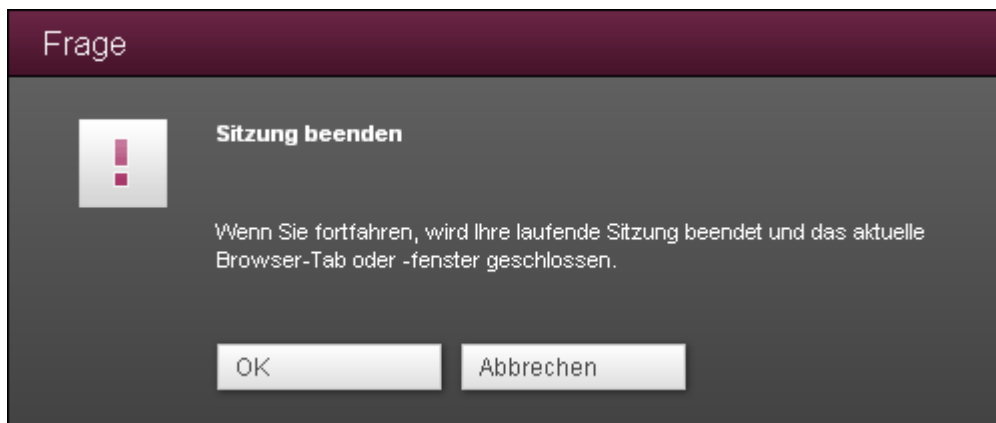 Frage
Sitzung beenden
Wenn Sie fortfahren, wird Ihre laufende Sitzung beendet und das aktuelle
Browser-Tab oder -fenster geschlossen.
OK
Abbrechen